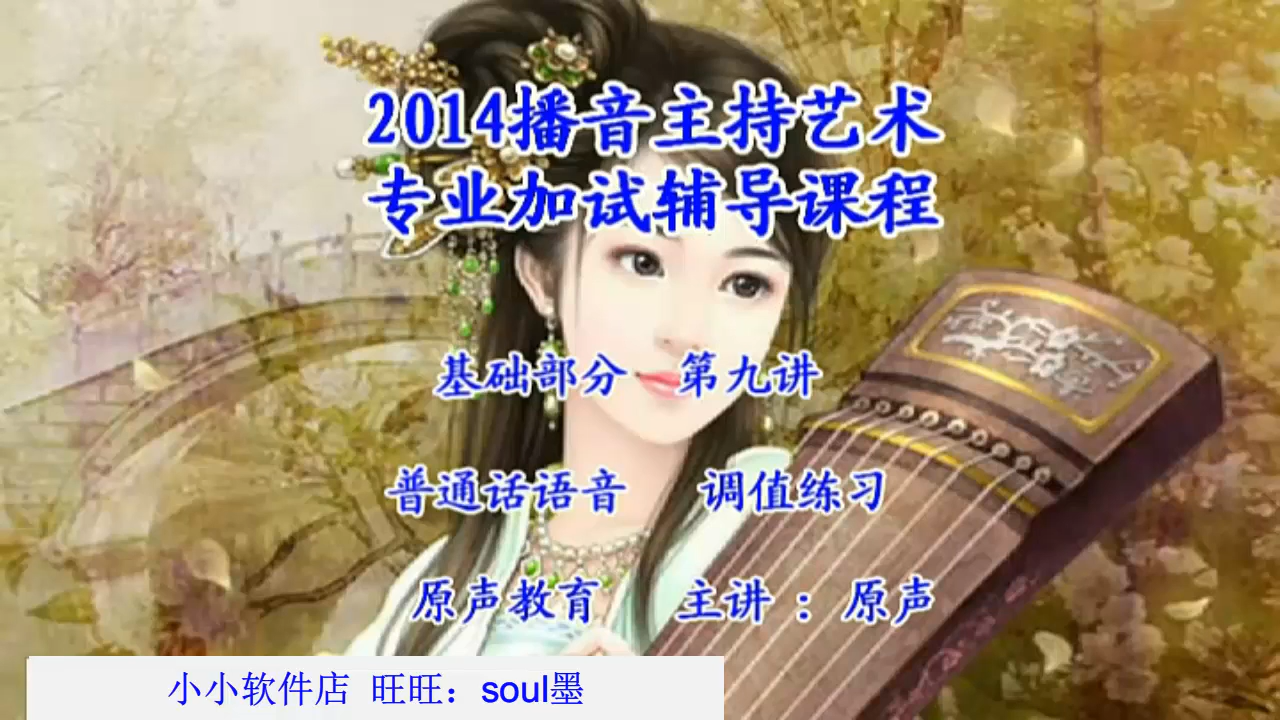 2014播音主持艺术
专业加试辅导课程
基础部分 第九讲
普通话语音 调值练习
原声教育 主讲 : 原声
小小软件店 旺旺：soul墨